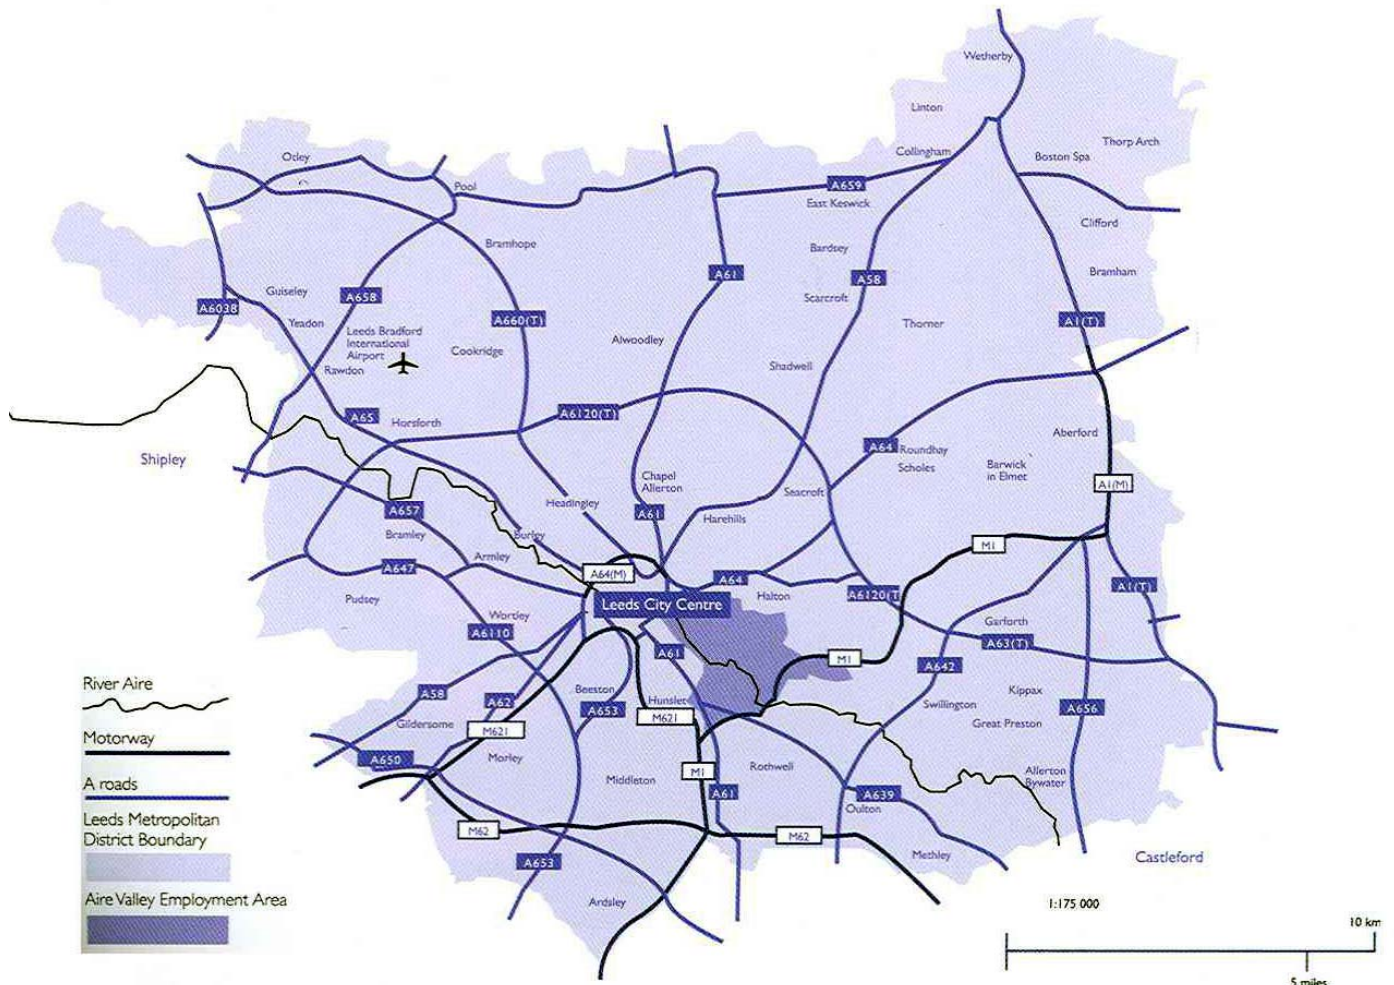 Wetherby
Linton
Thorp Arch
Collingham
Boston Spa
Otley
Pool
A659
East Keswick
Clifford
Bramhope
Bardsey
A61
A58
Bramham
Guiseley
A658
Scarcroft
A6038
Yeadon
A660(T)
Thorner
A1(T)
Leeds Bradford
International
Airport
Alwoodley
Cookridge
Rawdon
Shadwell
A65
A6120(T)
Horsforth
Aberford
A64
Roundhay
Scholes
Shipley
Barwick
in Elmet
Chapel
Allerton
A1(M)
Seacroft
Headingley
A657
A61
Harehills
Bramley
Burley
M1
Armley
A647
A64(M)
A64
A1(T)
Pudsey
Halton
A6120(T
Leeds City Centre
Wortley
Garforth
A6110
A63(T)
A61
M1
A642
River Aire
A58
Beeston
Kippax
A62
Hunslet
Swillington
A656
A653
Gildersome
M621
M621
Great Preston
Motorway
A650
Morley
M1
Rothwell
Middleton
Allerton
Bywater
A roads
A61
A639
Oulton
Leeds Metropolitan
District Boundary
M62
M62
A653
Methley
Castleford
Aire Valley Employment Area
Ardsley
1:175 000
10 km
5 miles